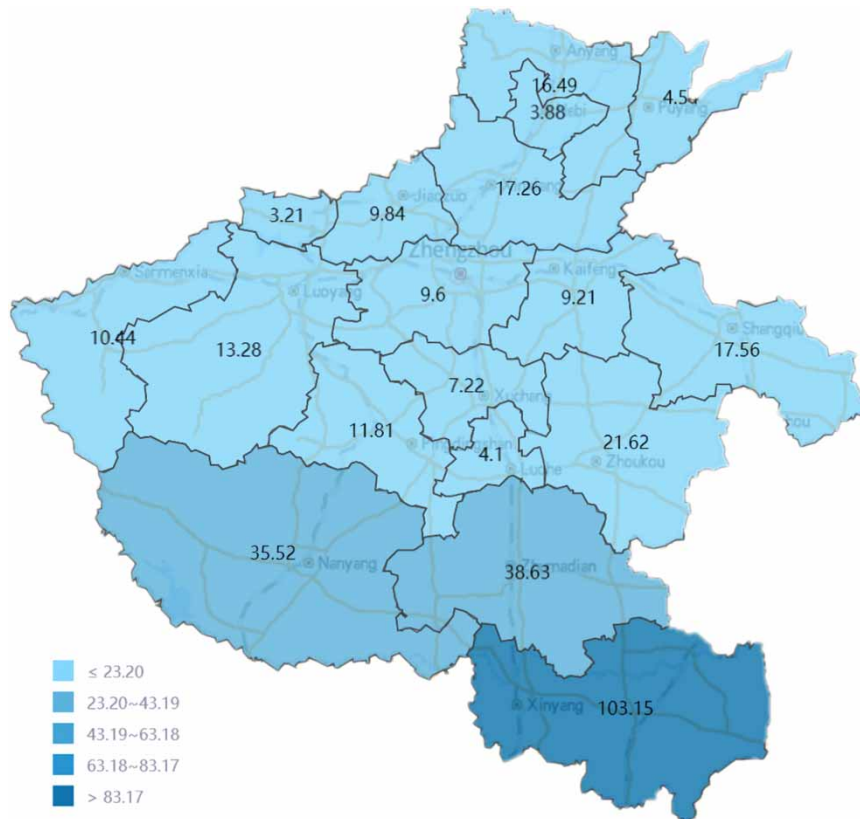 Anyang
16.49
3.88
4.5
Puyang
Jiaozuo
17.26
3.21
9.84
Zhengzhou
Sanmenxia
Kaifeng
Luoyang
9.6
9.21
Shangqiu
10.44
13.28
17.56
7.22
Xuchang
11.81
Pingdingshan
4.1
Luohe
21.62
Zhoukou
35.52
Nanyang
38.63
Xinyang
103.15
≤ 23.20
23.20~43.19
43.19~63.18
63.18~83.17
> 83.17